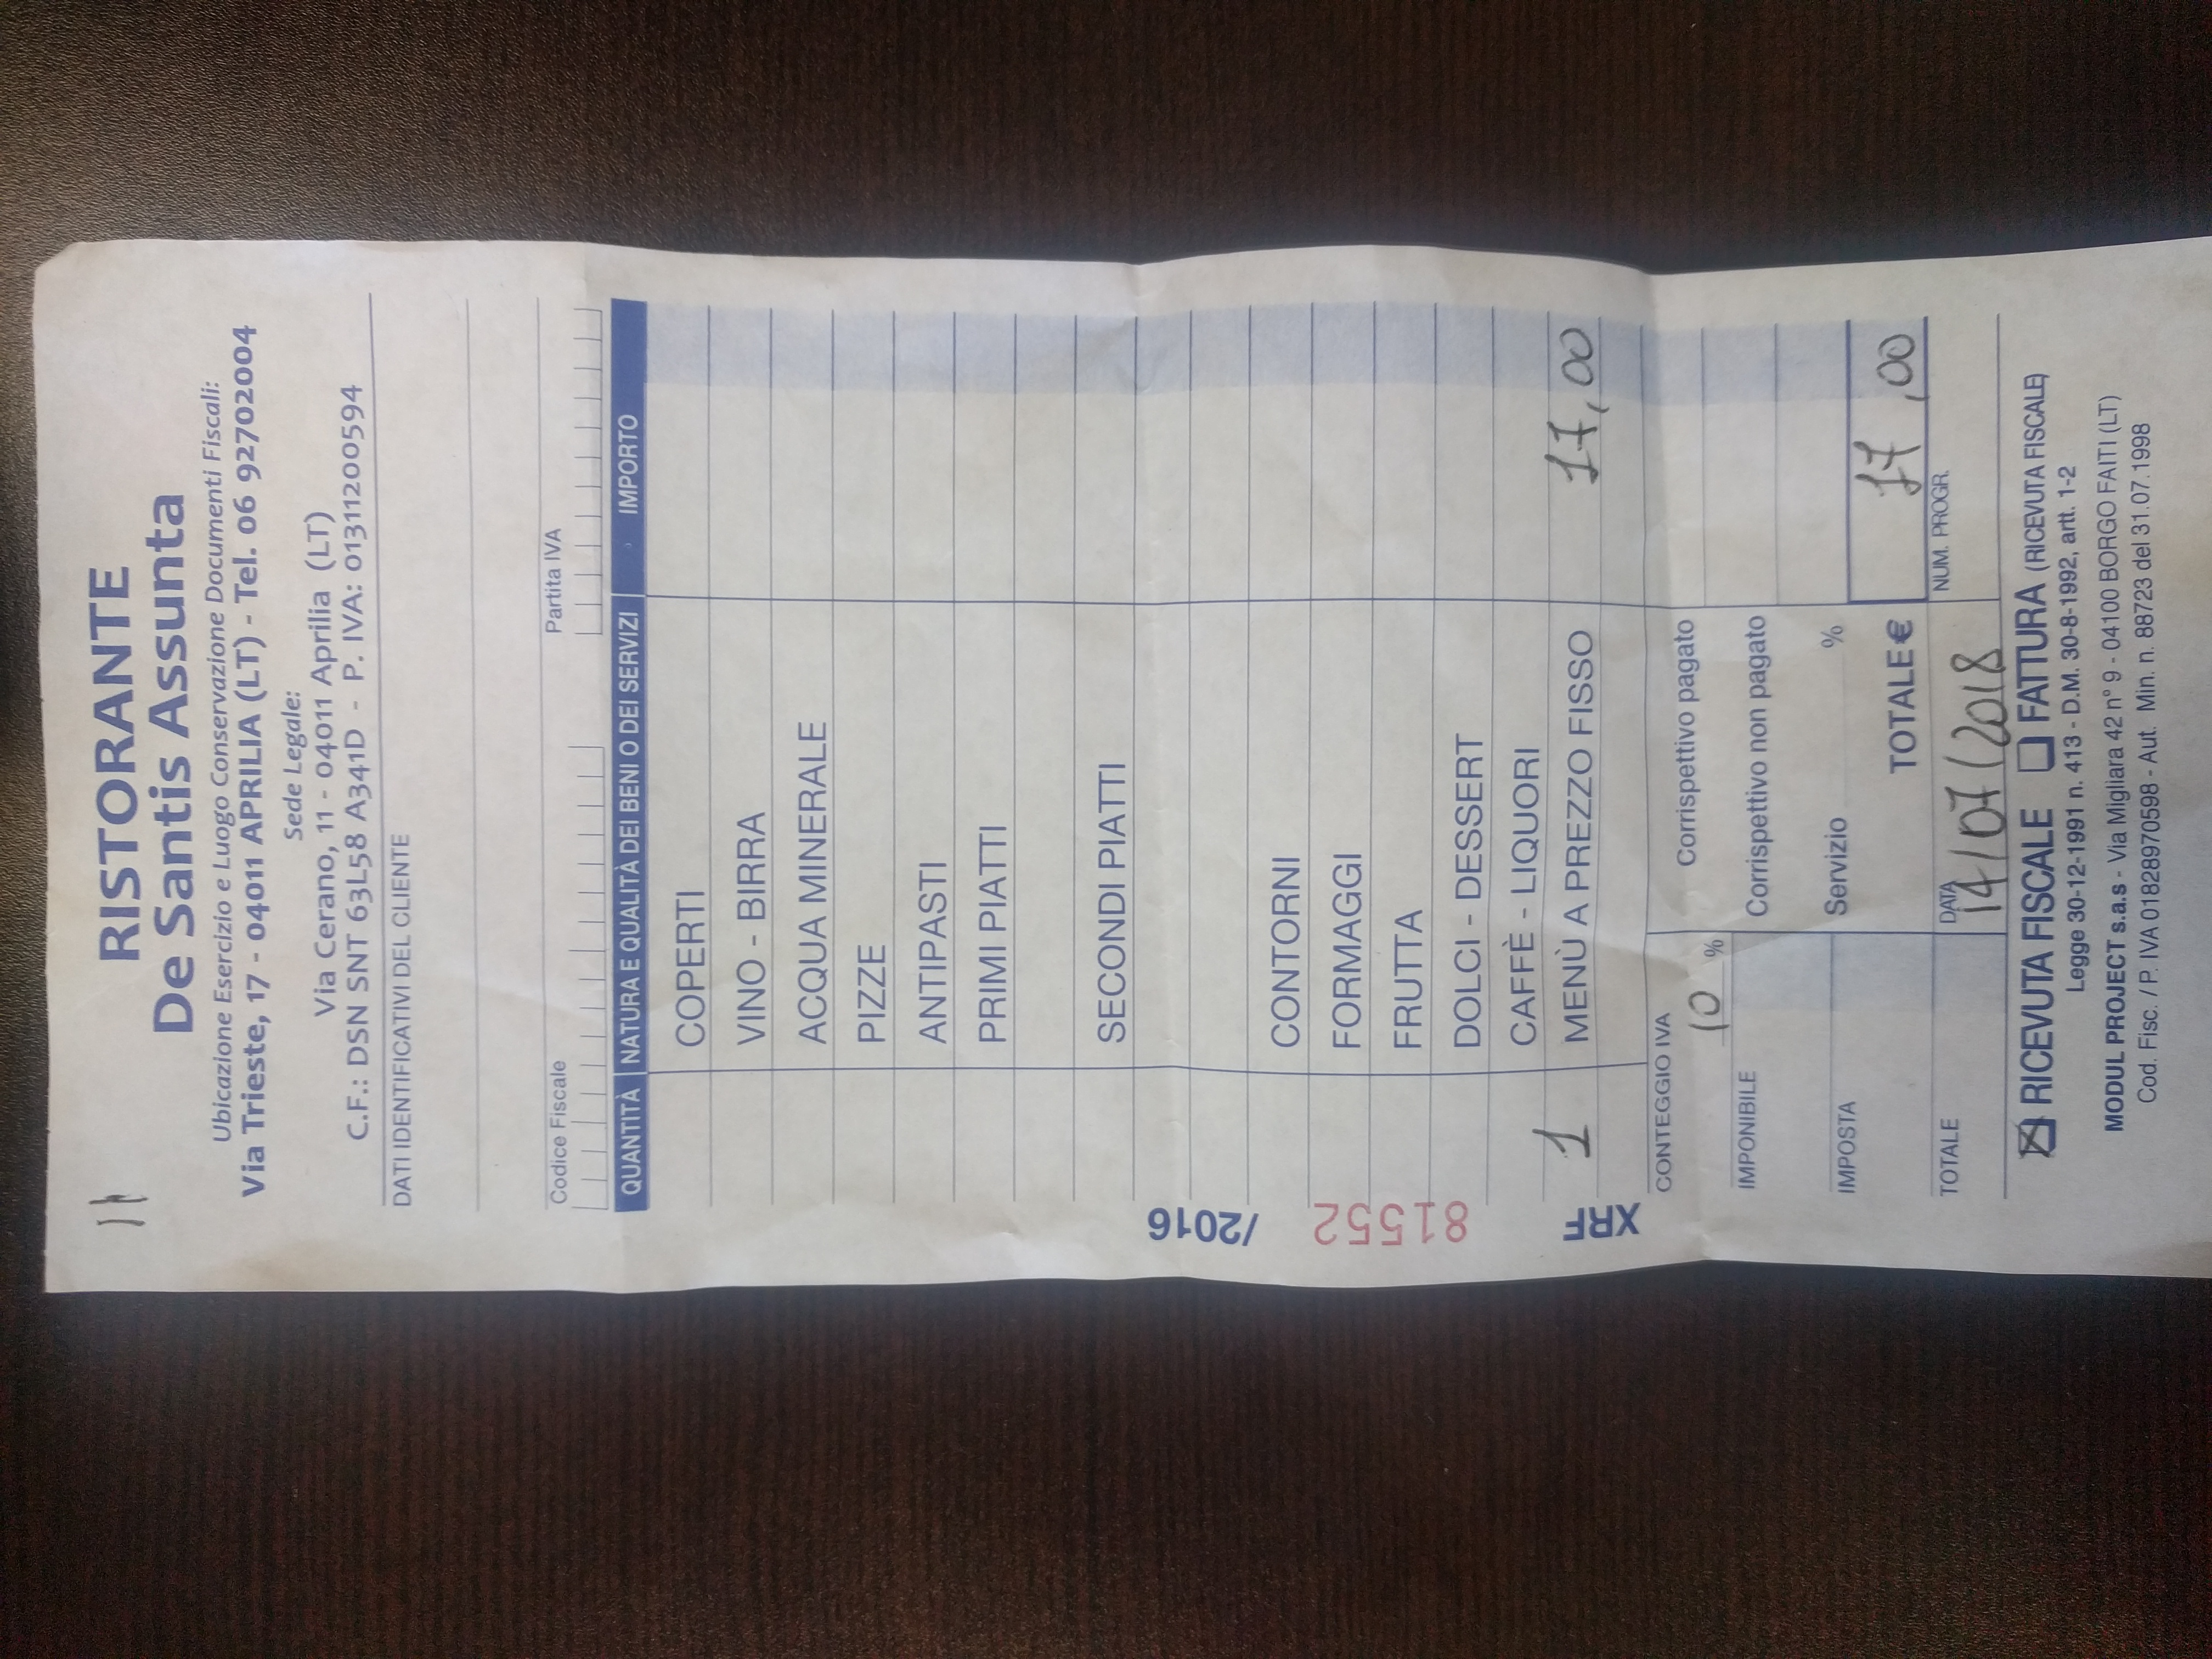 RISTORANTE
De Santis Assunta
Ubicazione Esercizio e Luogo Conservazione Documenti Fiscali:
Via Trieste, 17 - 04011 APRILIA (LT) - Tel. 06 92702004
Sede Legale:
Via Cerano, 11 - 04011 Aprilia (LT)
C.F.: DSN SNT 63L58 A341D - P. IVA: 01311200594
DATI IDENTIFICATIVI DEL CLIENTE
Codice Fiscale Partita IVA
QUANTITÀ NATURA E QUALITÀ DEI BENI O DEI SERVIZI IMPORTO
COPERTI
VINO - BIRRA
ACQUA MINERALE
PIZZE
ANTIPASTI
PRIMI PIATTI
SECONDI PIATTI
CONTORNI
FORMAGGI
FRUTTA
DOLCI - DESSERT
CAFFÈ - LIQUORI
1 MENÙ A PREZZO FISSO 17,00
XRF 81552 /2016
CONTEGGIO IVA
10 %
Corrispettivo pagato
IMPONIBILE
Corrispettivo non pagato
IMPOSTA
Servizio %
TOTALE € 17,00
TOTALE
DATA 14/07/2018
NUM. PROGR.
RICEVUTA FISCALE FATTURA (RICEVUTA FISCALE)
Legge 30-12-1991 n. 413 - D.M. 30-8-1992, artt. 1-2
MODUL PROJECT s.a.s - Via Migliara 42 n° 9 - 04100 BORGO FAITI (LT)
Cod. Fisc. / P. IVA 01828970598 - Aut. Min. n. 88723 del 31.07.1998